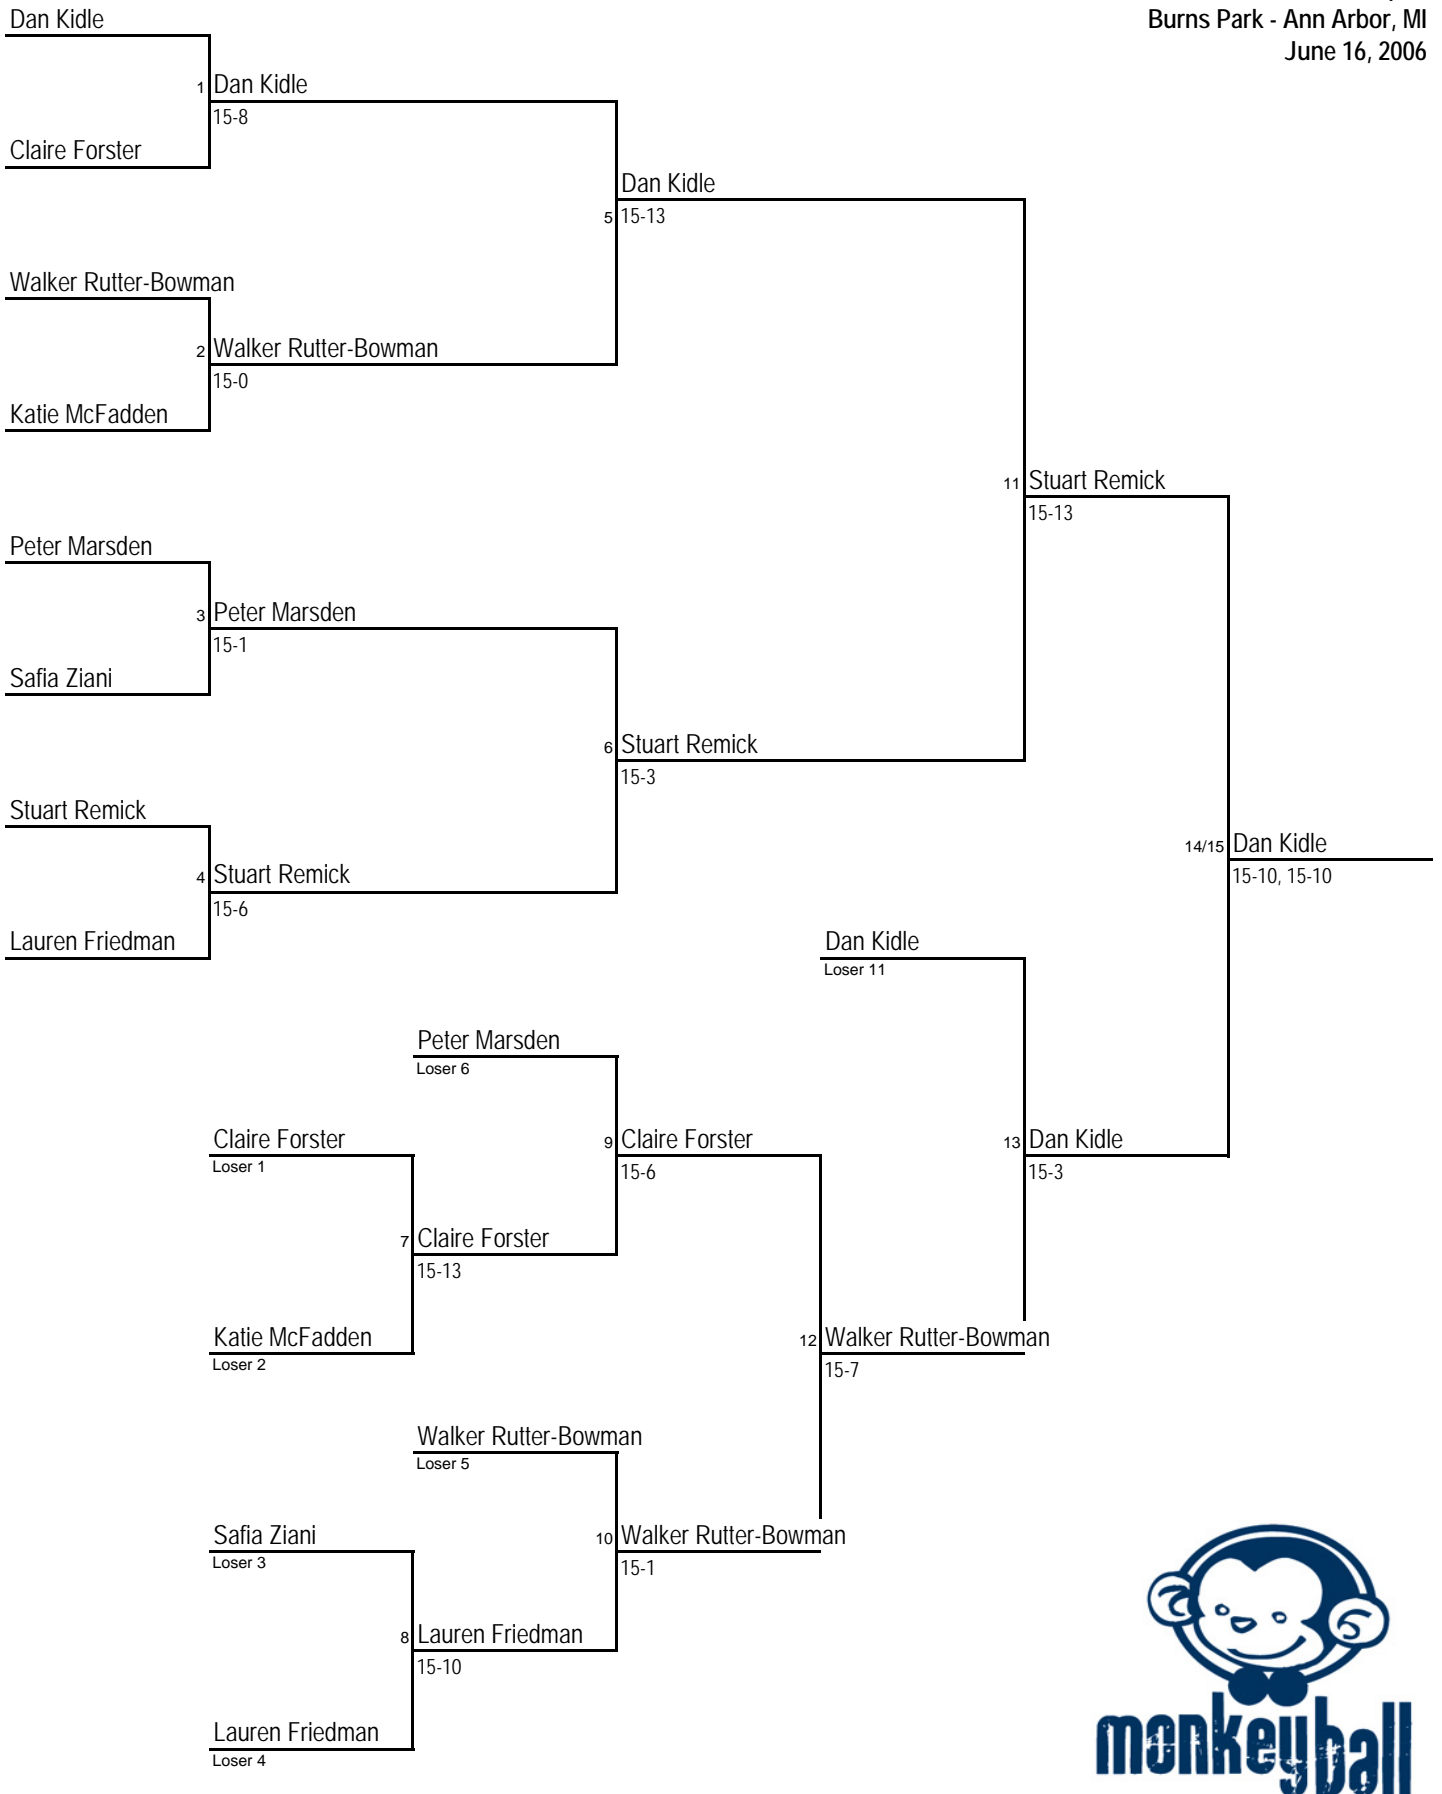 Dan Kidle
Burns Park - Ann Arbor, MI
June 16, 2006
1 Dan Kidle
15-8
Claire Forster
Dan Kidle
5 15-13
Walker Rutter-Bowman
2 Walker Rutter-Bowman
15-0
Katie McFadden
11 Stuart Remick
15-13
Peter Marsden
3 Peter Marsden
15-1
Safia Ziani
6 Stuart Remick
15-3
Stuart Remick
14/15 Dan Kidle
15-10, 15-10
4 Stuart Remick
15-6
Lauren Friedman
Dan Kidle
Loser 11
Peter Marsden
Loser 6
Claire Forster
Loser 1
9 Claire Forster
15-6
13 Dan Kidle
15-3
7 Claire Forster
15-13
Katie McFadden
Loser 2
12 Walker Rutter-Bowman
15-7
Walker Rutter-Bowman
Loser 5
Safia Ziani
Loser 3
10 Walker Rutter-Bowman
15-1
8 Lauren Friedman
15-10
Lauren Friedman
Loser 4
monkeyball